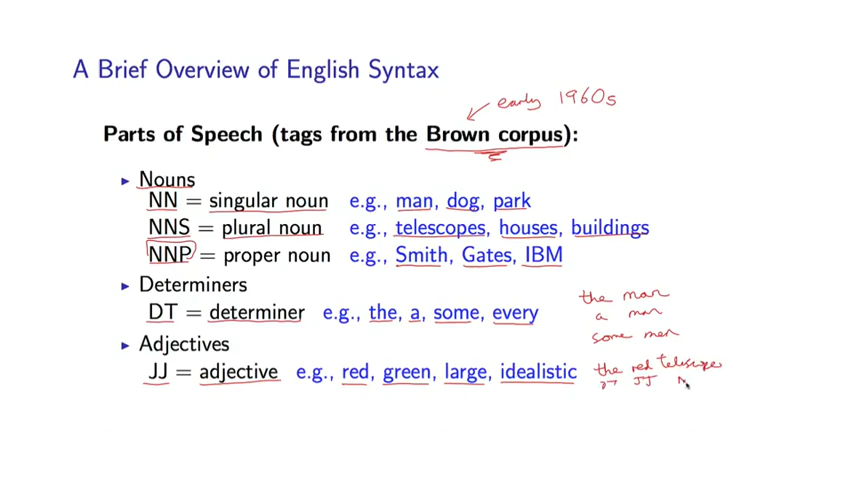 A Brief Overview of English Syntax
early 1960s
Parts of Speech (tags from the Brown corpus):
▶ Nouns
NN = singular noun e.g., man, dog, park
NNS = plural noun e.g., telescopes, houses, buildings
NNP = proper noun e.g., Smith, Gates, IBM
▶ Determiners
DT = determiner e.g., the, a, some, every
the man
a man
some men
▶ Adjectives
JJ = adjective e.g., red, green, large, idealistic
the red telescope
DT JJ N